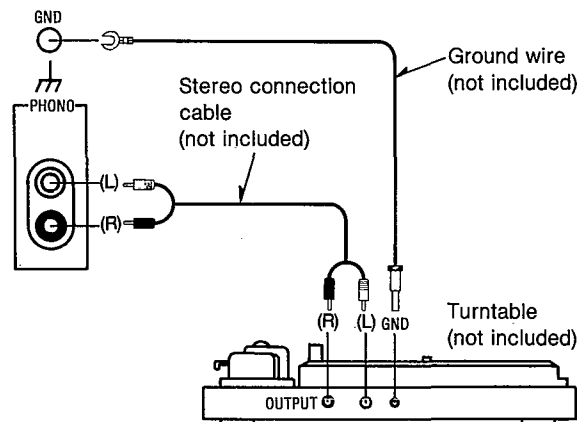 GND
Ground wire
(not included)
Stereo connection
cable
(not included)
PHONO
(L)
(R)
(R) (L) GND
Turntable
(not included)
OUTPUT